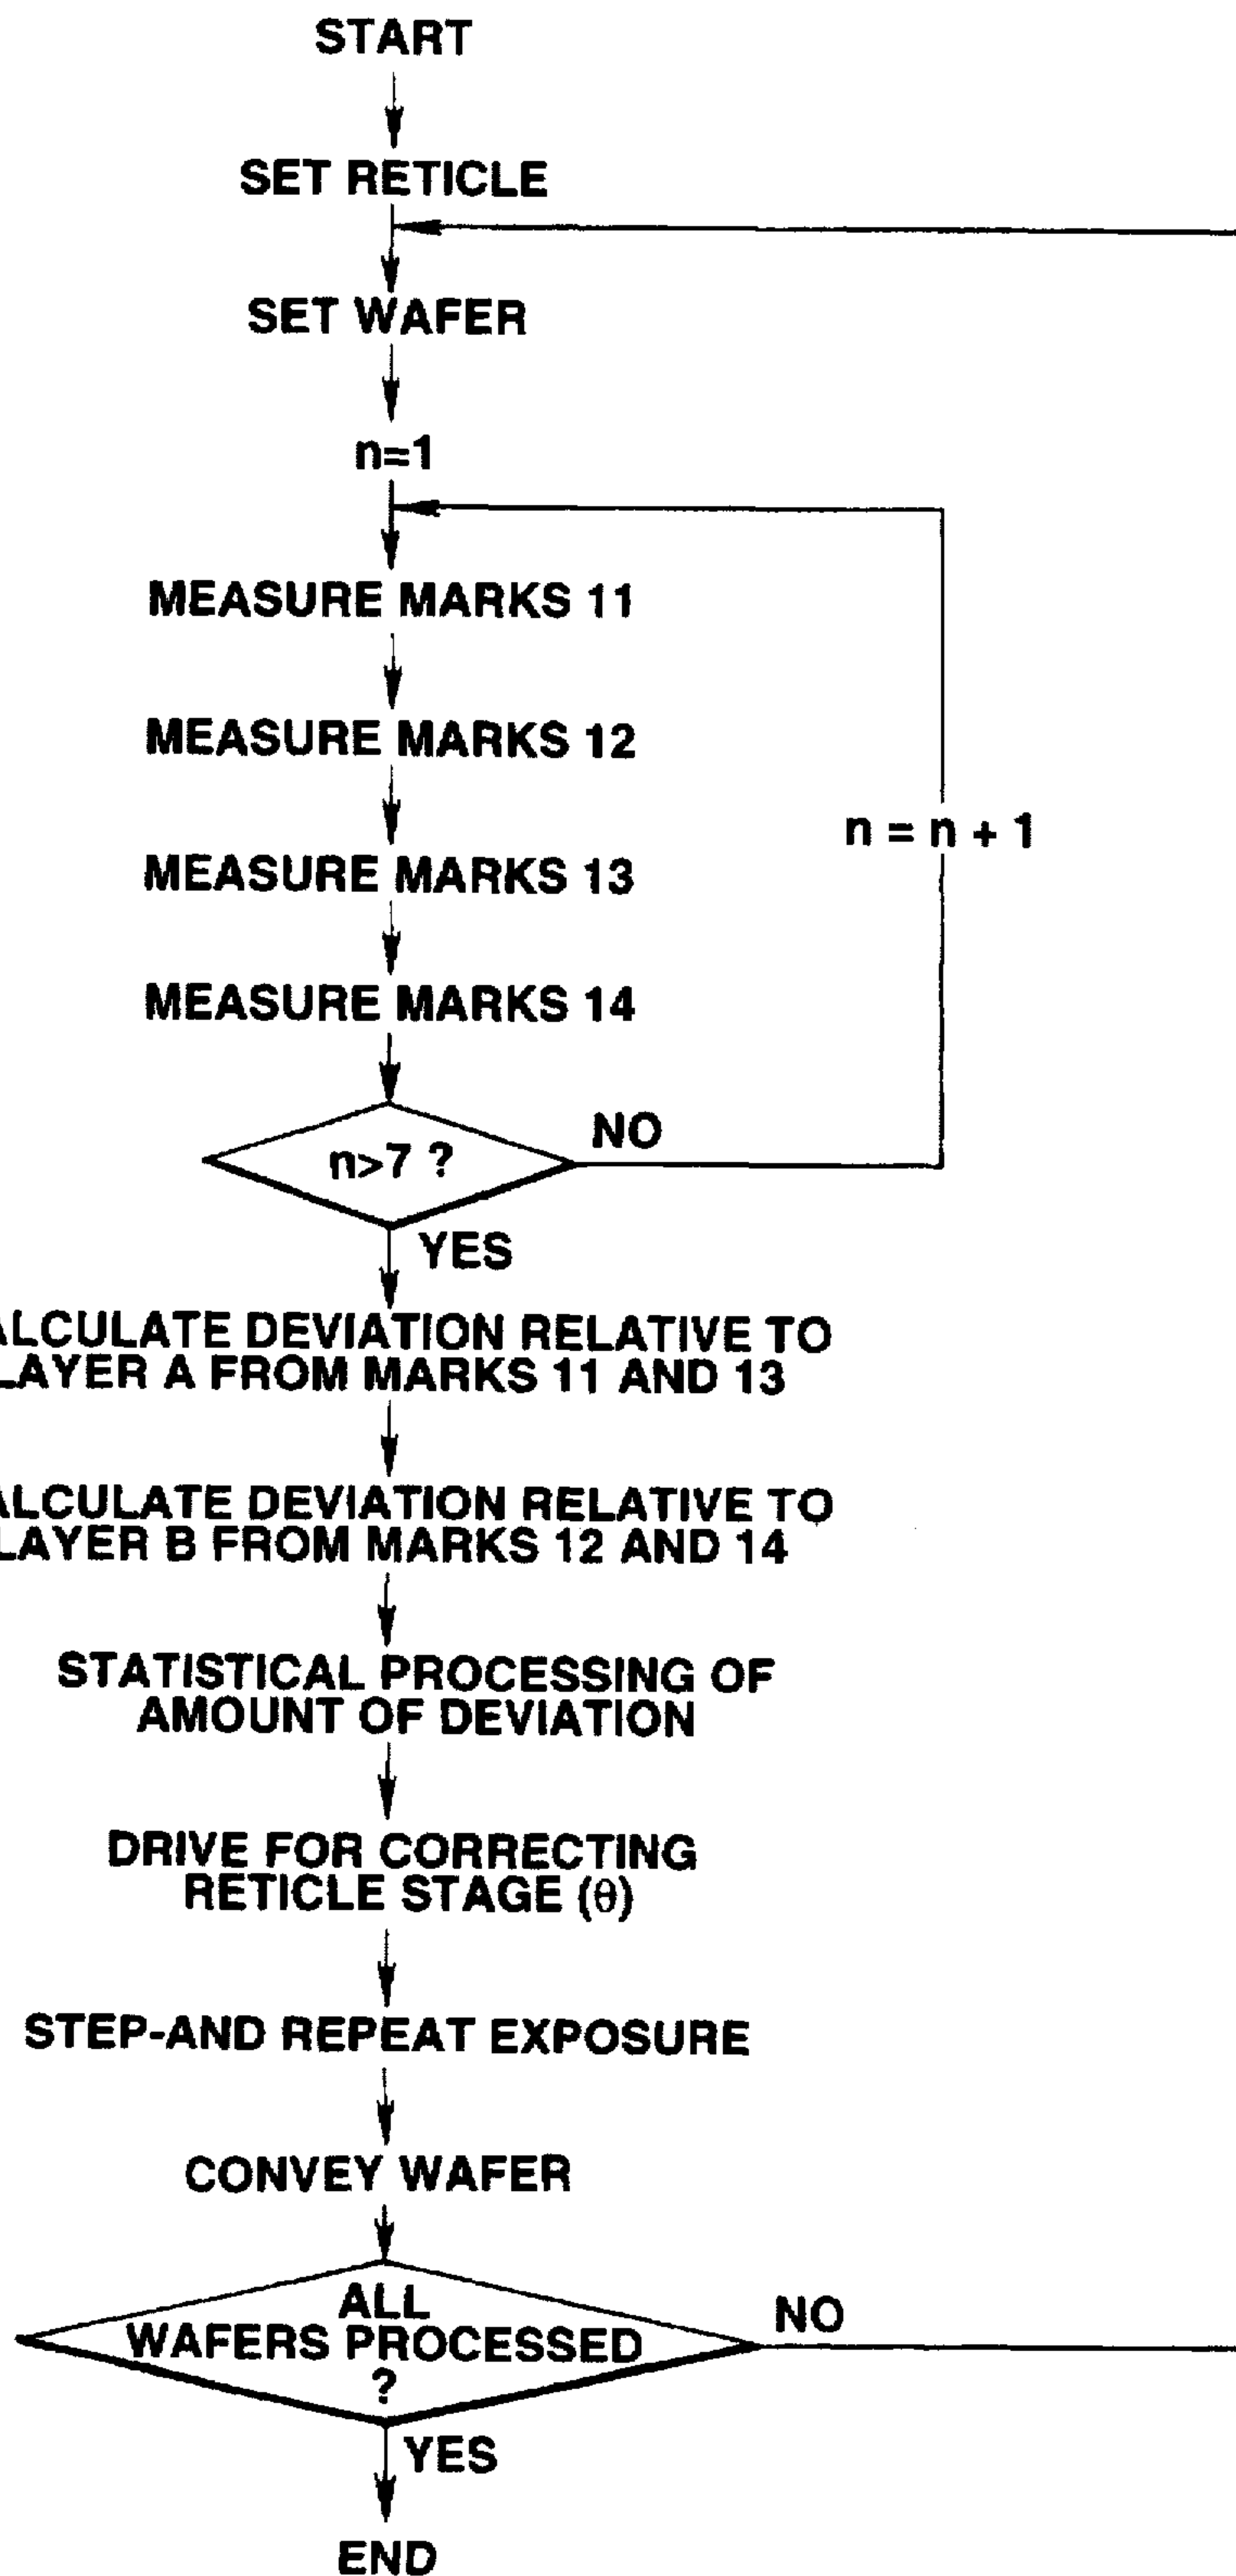 START
SET RETICLE
SET WAFER
n=1
MEASURE MARKS 11
MEASURE MARKS 12
n = n + 1
MEASURE MARKS 13
MEASURE MARKS 14
NO
n>7 ?
YES
ALCULATE DEVIATION RELATIVE TO
LAYER A FROM MARKS 11 AND 13
ALCULATE DEVIATION RELATIVE TO
LAYER B FROM MARKS 12 AND 14
STATISTICAL PROCESSING OF
AMOUNT OF DEVIATION
DRIVE FOR CORRECTING
RETICLE STAGE (θ)
STEP-AND REPEAT EXPOSURE
CONVEY WAFER
ALL
WAFERS PROCESSED
?
NO
YES
END